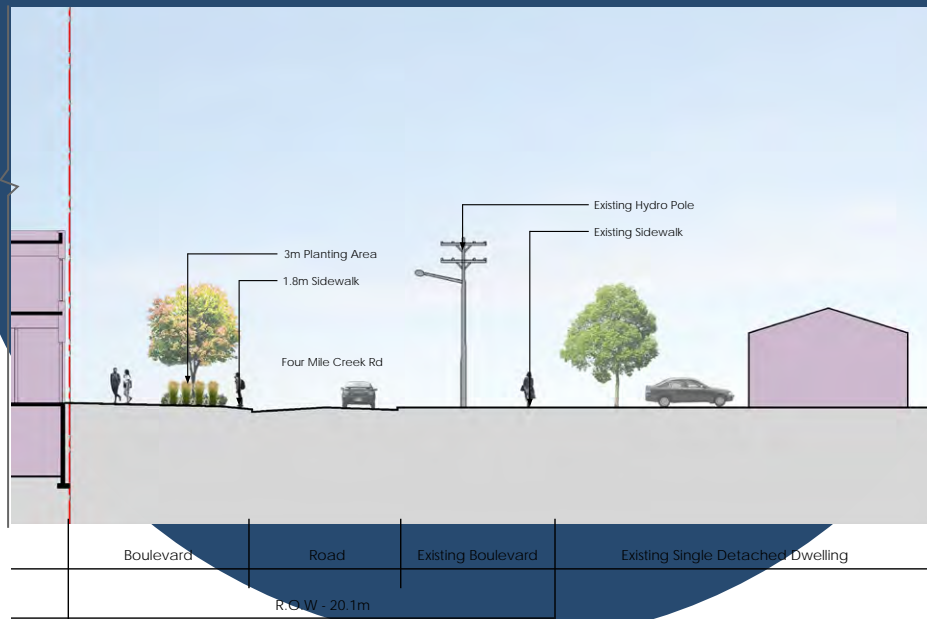 Existing Hydro Pole
Existing Sidewalk
3m Planting Area
1.8m Sidewalk
Four Mile Creek Rd
Boulevard
Road
Existing Boulevard
Existing Single Detached Dwelling
R.O.W - 20.1m